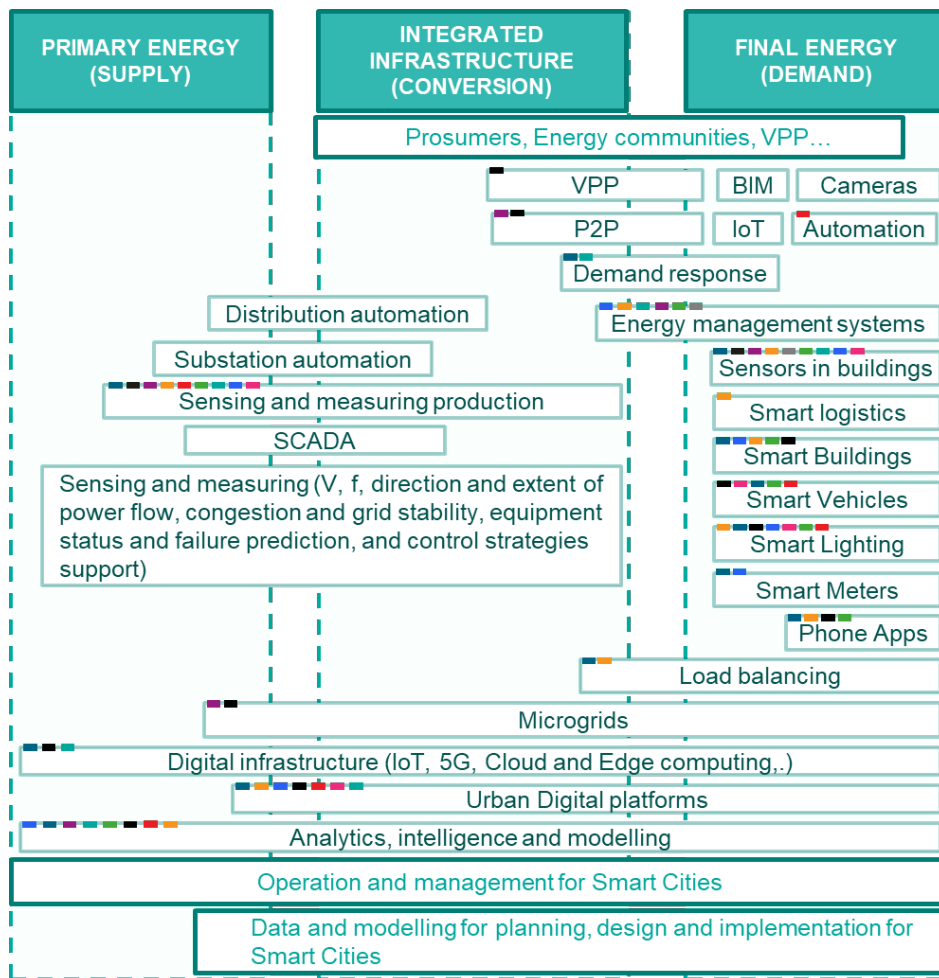 PRIMARY ENERGY
(SUPPLY)
INTEGRATED
INFRASTRUCTURE
(CONVERSION)
FINAL ENERGY
(DEMAND)
Prosumers, Energy communities, VPP...
VPP
BIM
Cameras
P2P
IoT
Automation
Demand response
Distribution automation
Energy management systems
Substation automation
Sensors in buildings
Sensing and measuring production
Smart logistics
SCADA
Smart Buildings
Sensing and measuring (V, f, direction and extent of
power flow, congestion and grid stability, equipment
status and failure prediction, and control strategies
support)
Smart Vehicles
Smart Lighting
Smart Meters
Phone Apps
Load balancing
Microgrids
Digital infrastructure (IoT, 5G, Cloud and Edge computing,.)
Urban Digital platforms
Analytics, intelligence and modelling
Operation and management for Smart Cities
Data and modelling for planning, design and implementation for
Smart Cities